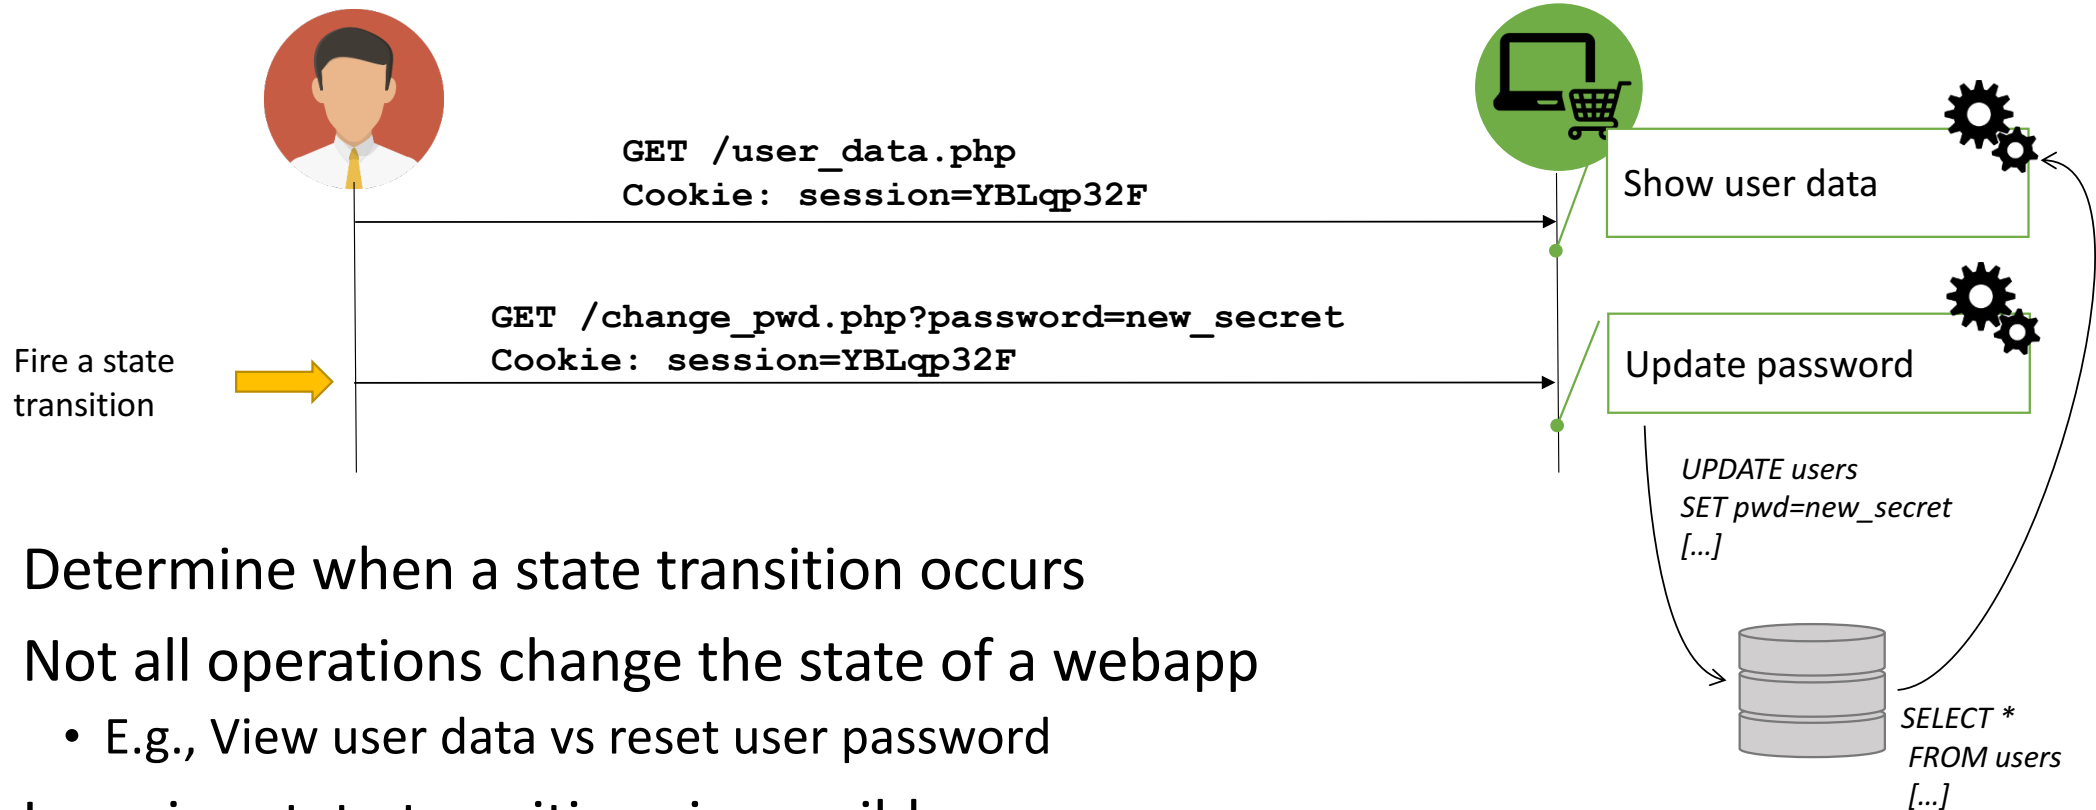 GET /user_data.php
Cookie: session=YBLqp32F
Show user data
GET /change_pwd.php?password=new_secret
Cookie: session=YBLqp32F
Fire a state
transition
Update password
UPDATE users
SET pwd=new_secret
[…]
Determine when a state transition occurs
Not all operations change the state of a webapp
• E.g., View user data vs reset user password
SELECT *
FROM users
[…]